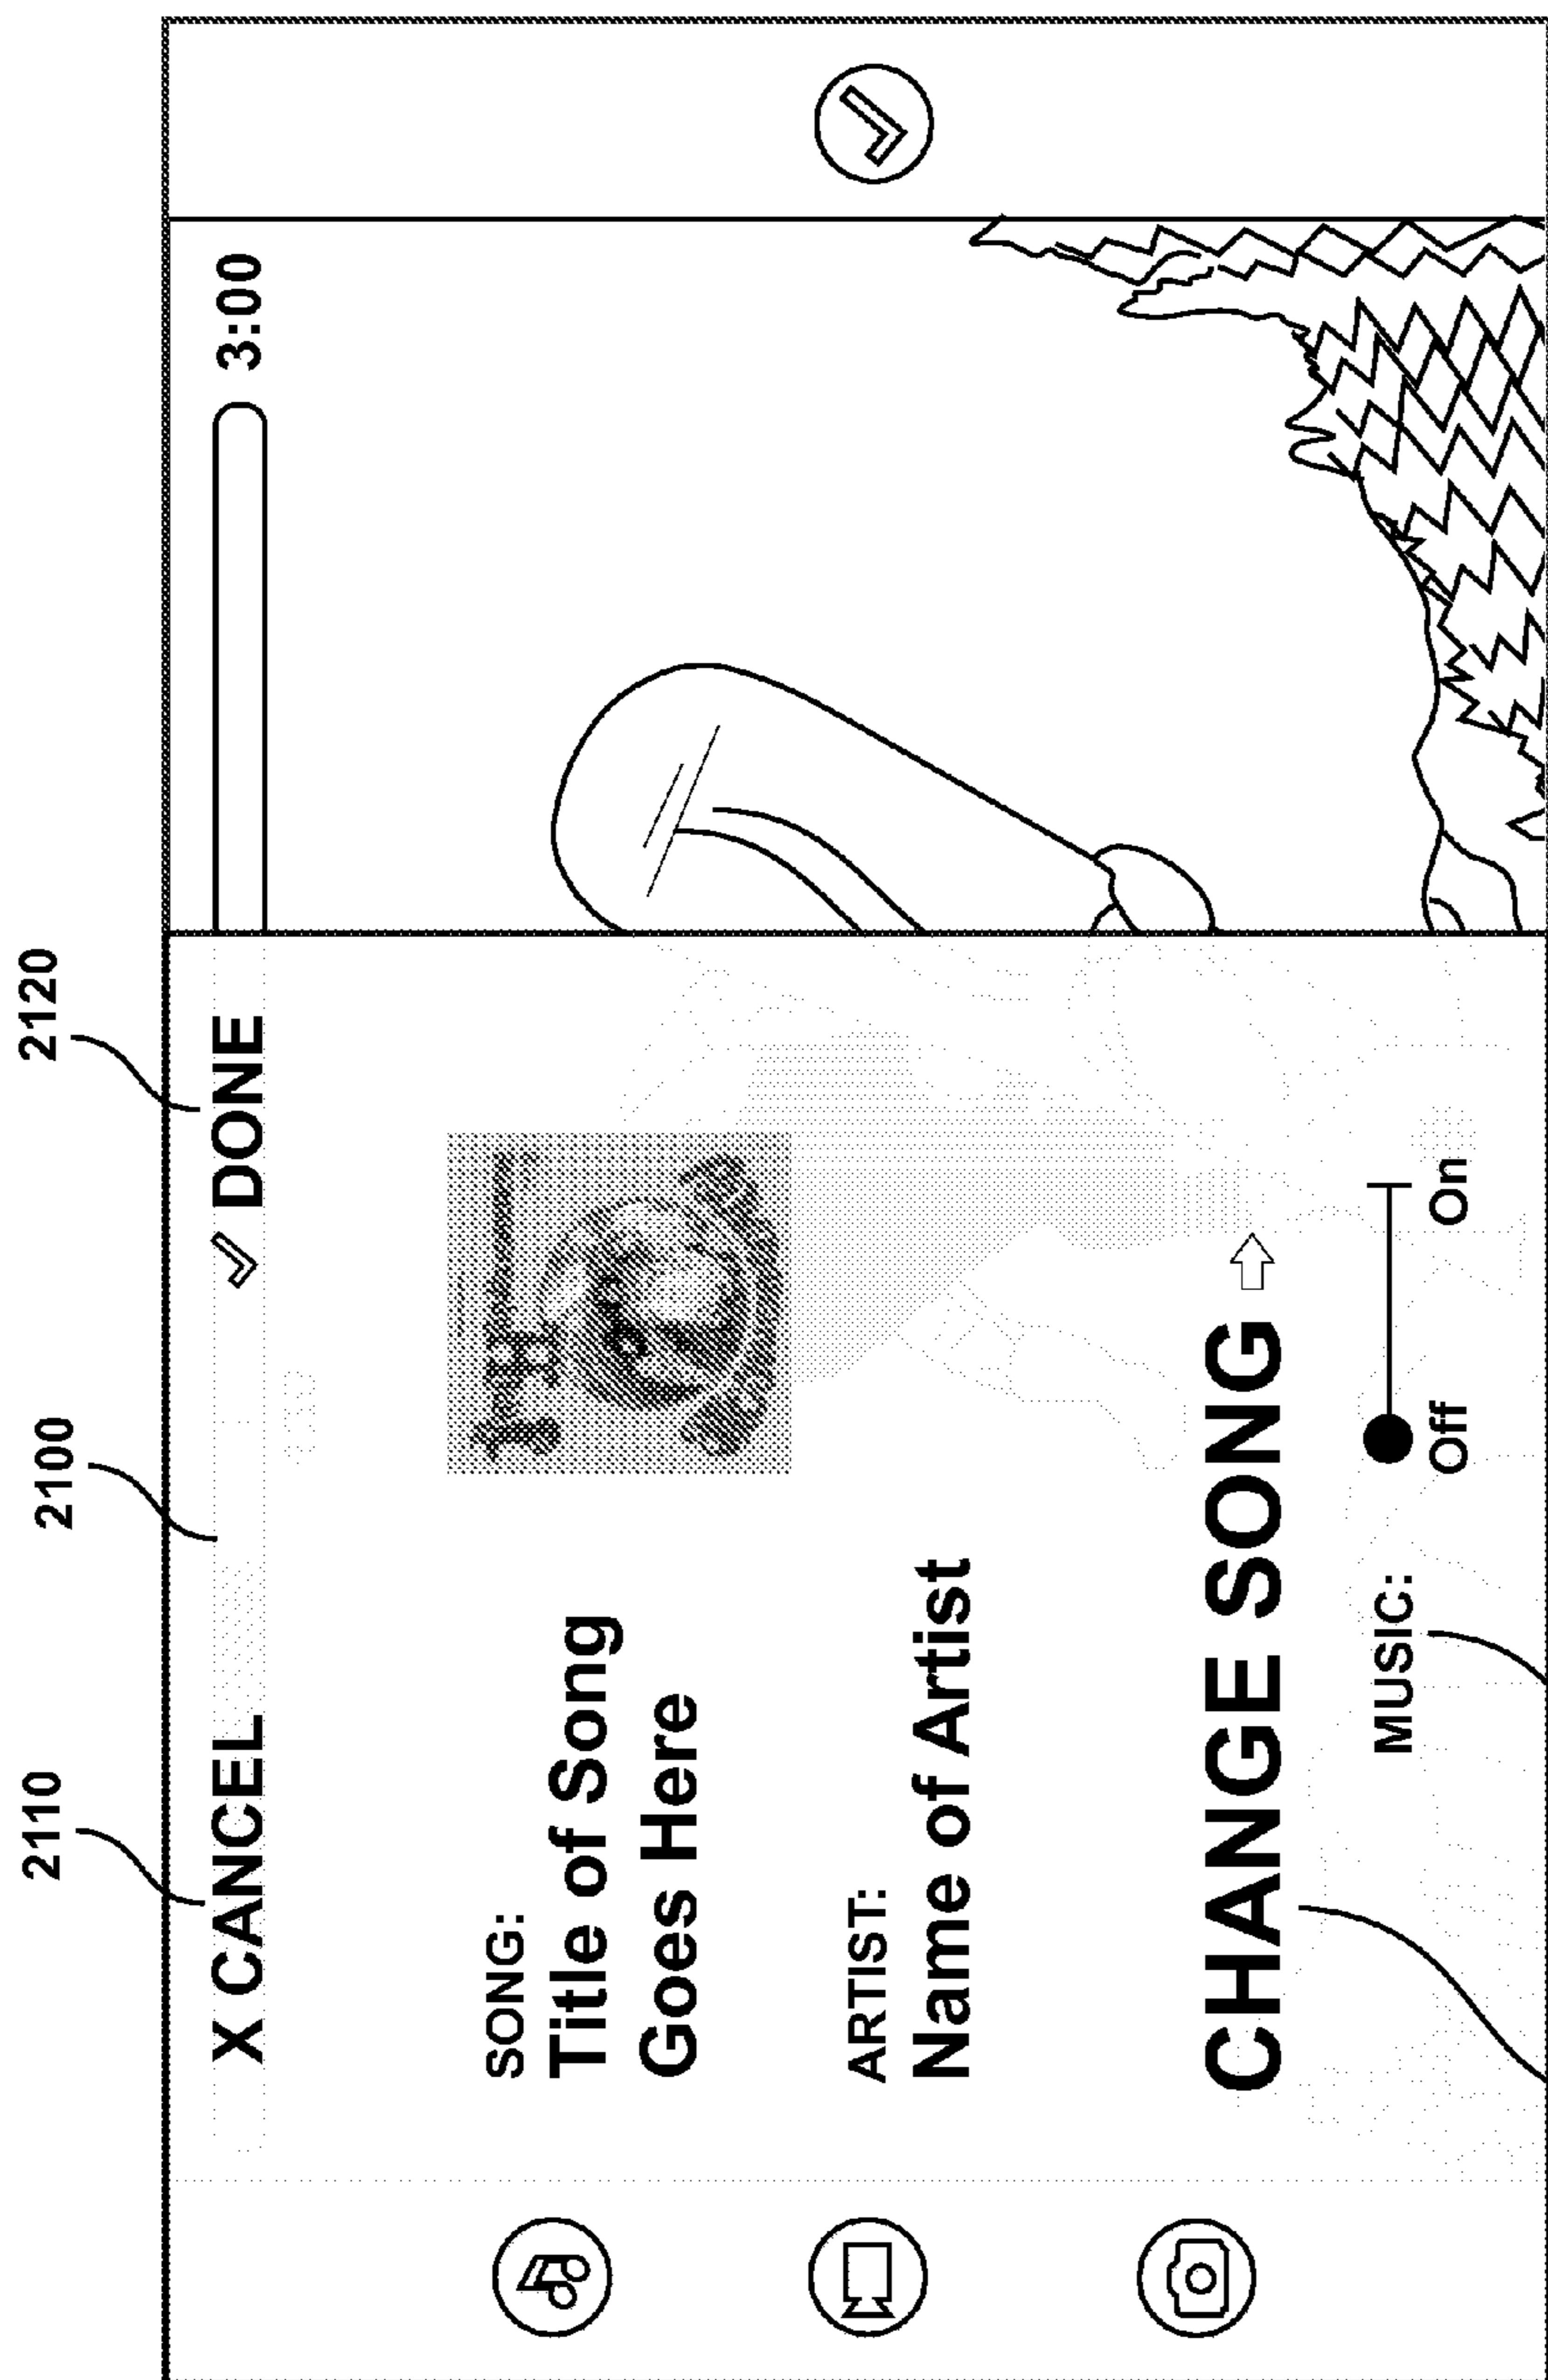 2110
2100
2120
X CANCEL
DONE
3:00
SONG:
Title of Song
Goes Here
ARTIST:
Name of Artist
CHANGE SONG
MUSIC:
Off
On